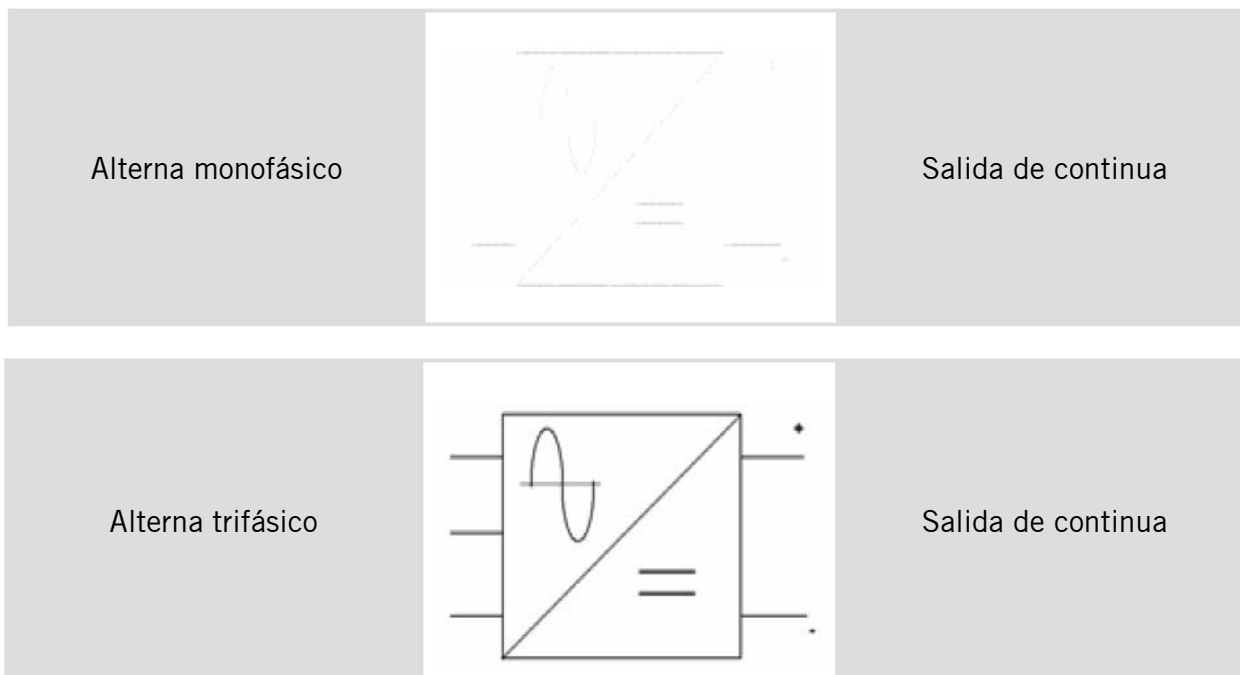 Alterna monofásico
Salida de continua
+
-
Alterna trifásico
Salida de continua
+
-